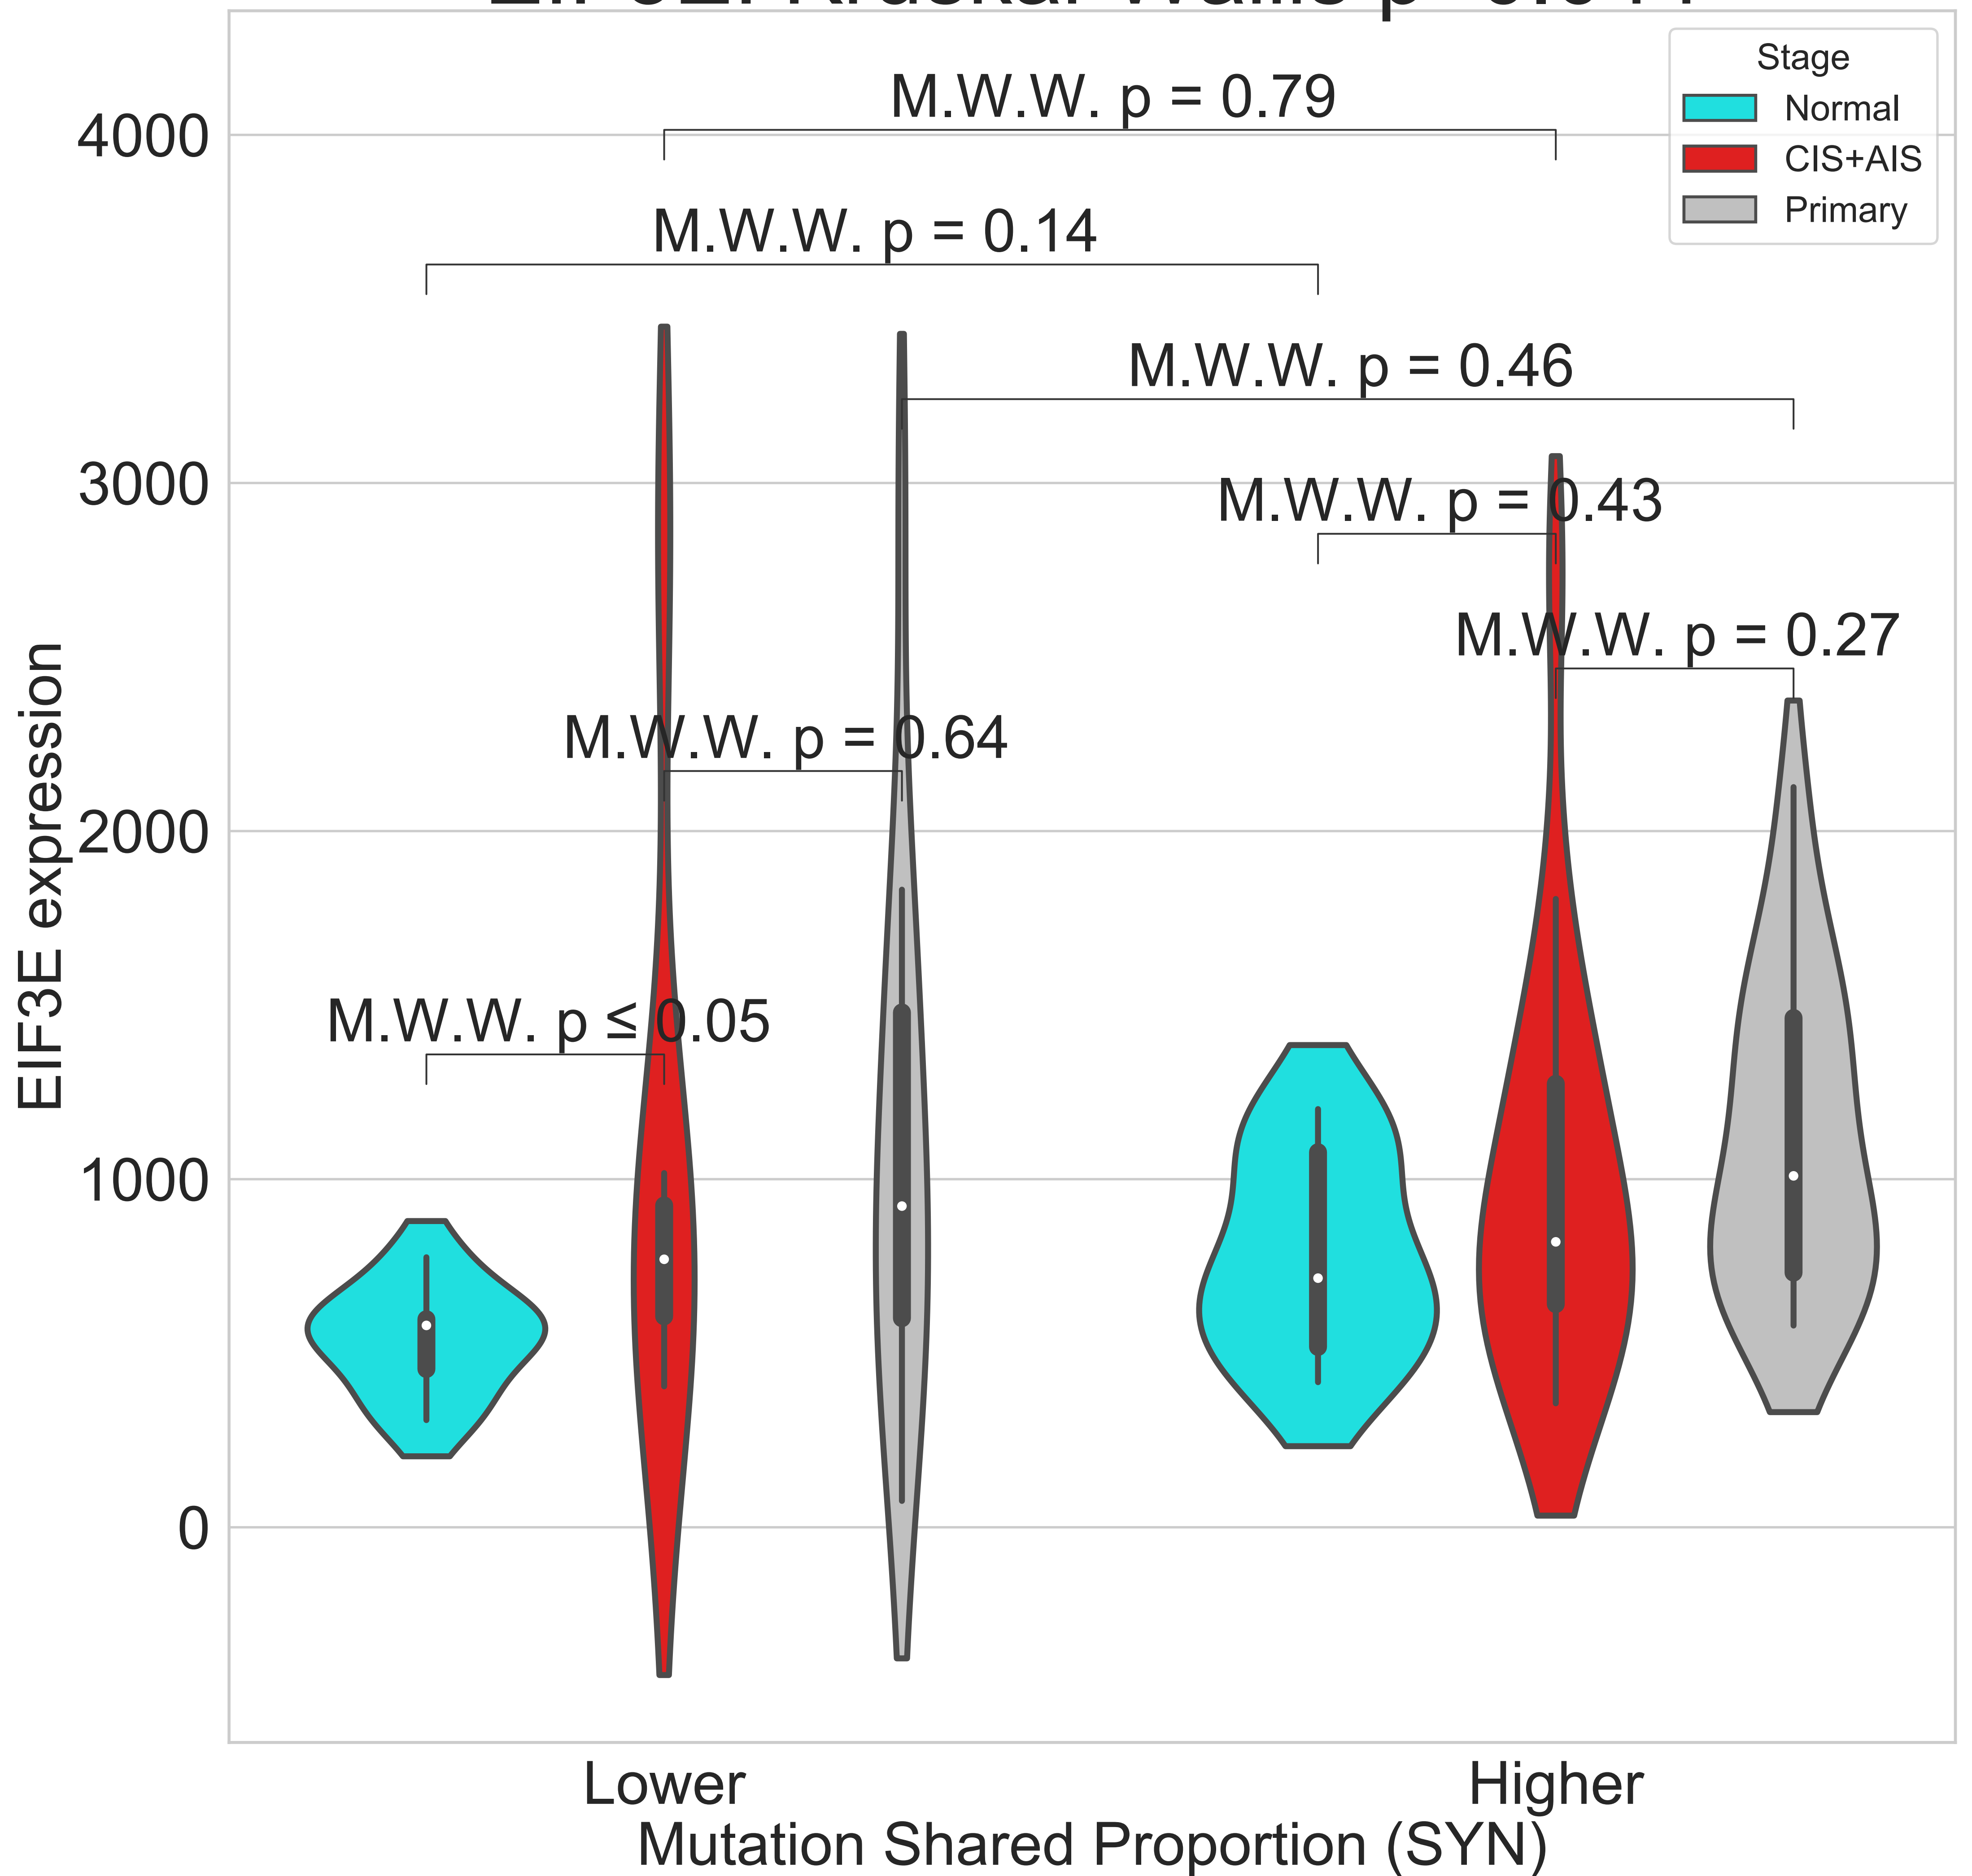 Stage
Normal
CIS+AIS
Primary
M.W.W. p = 0.79
M.W.W. p = 0.14
M.W.W. p = 0.46
M.W.W. p = 0.43
M.W.W. p = 0.27
M.W.W. p = 0.64
M.W.W. p ≤ 0.05
4000
3000
2000
1000
0
EIF3E expression
Lower
Higher
Mutation Shared Proportion (SYN)